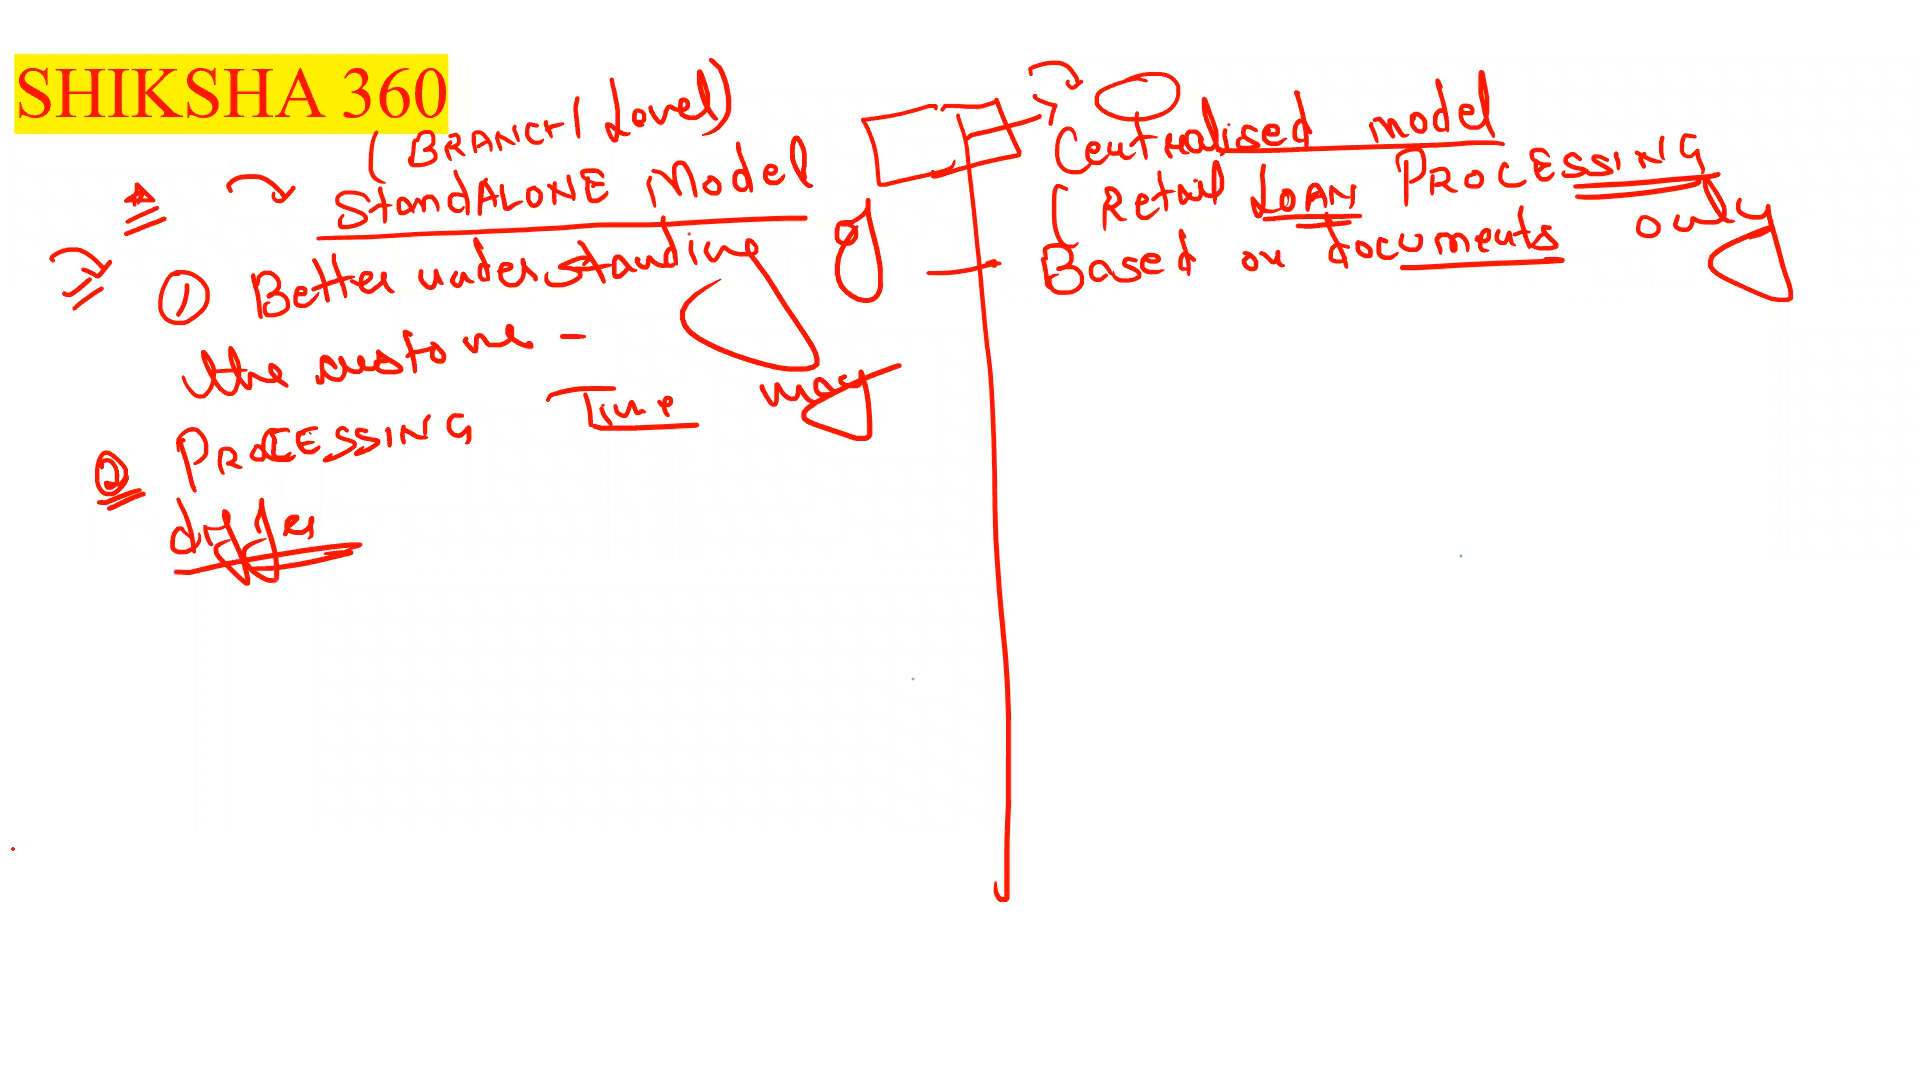 SHIKSHA 360
(BRANCH Level)
StandALONE Model
① Better understanding of
the custome -
② PROCESSING Time may
differ
Centralised model
( Retail LOAN PROCESSING
Based on documents only